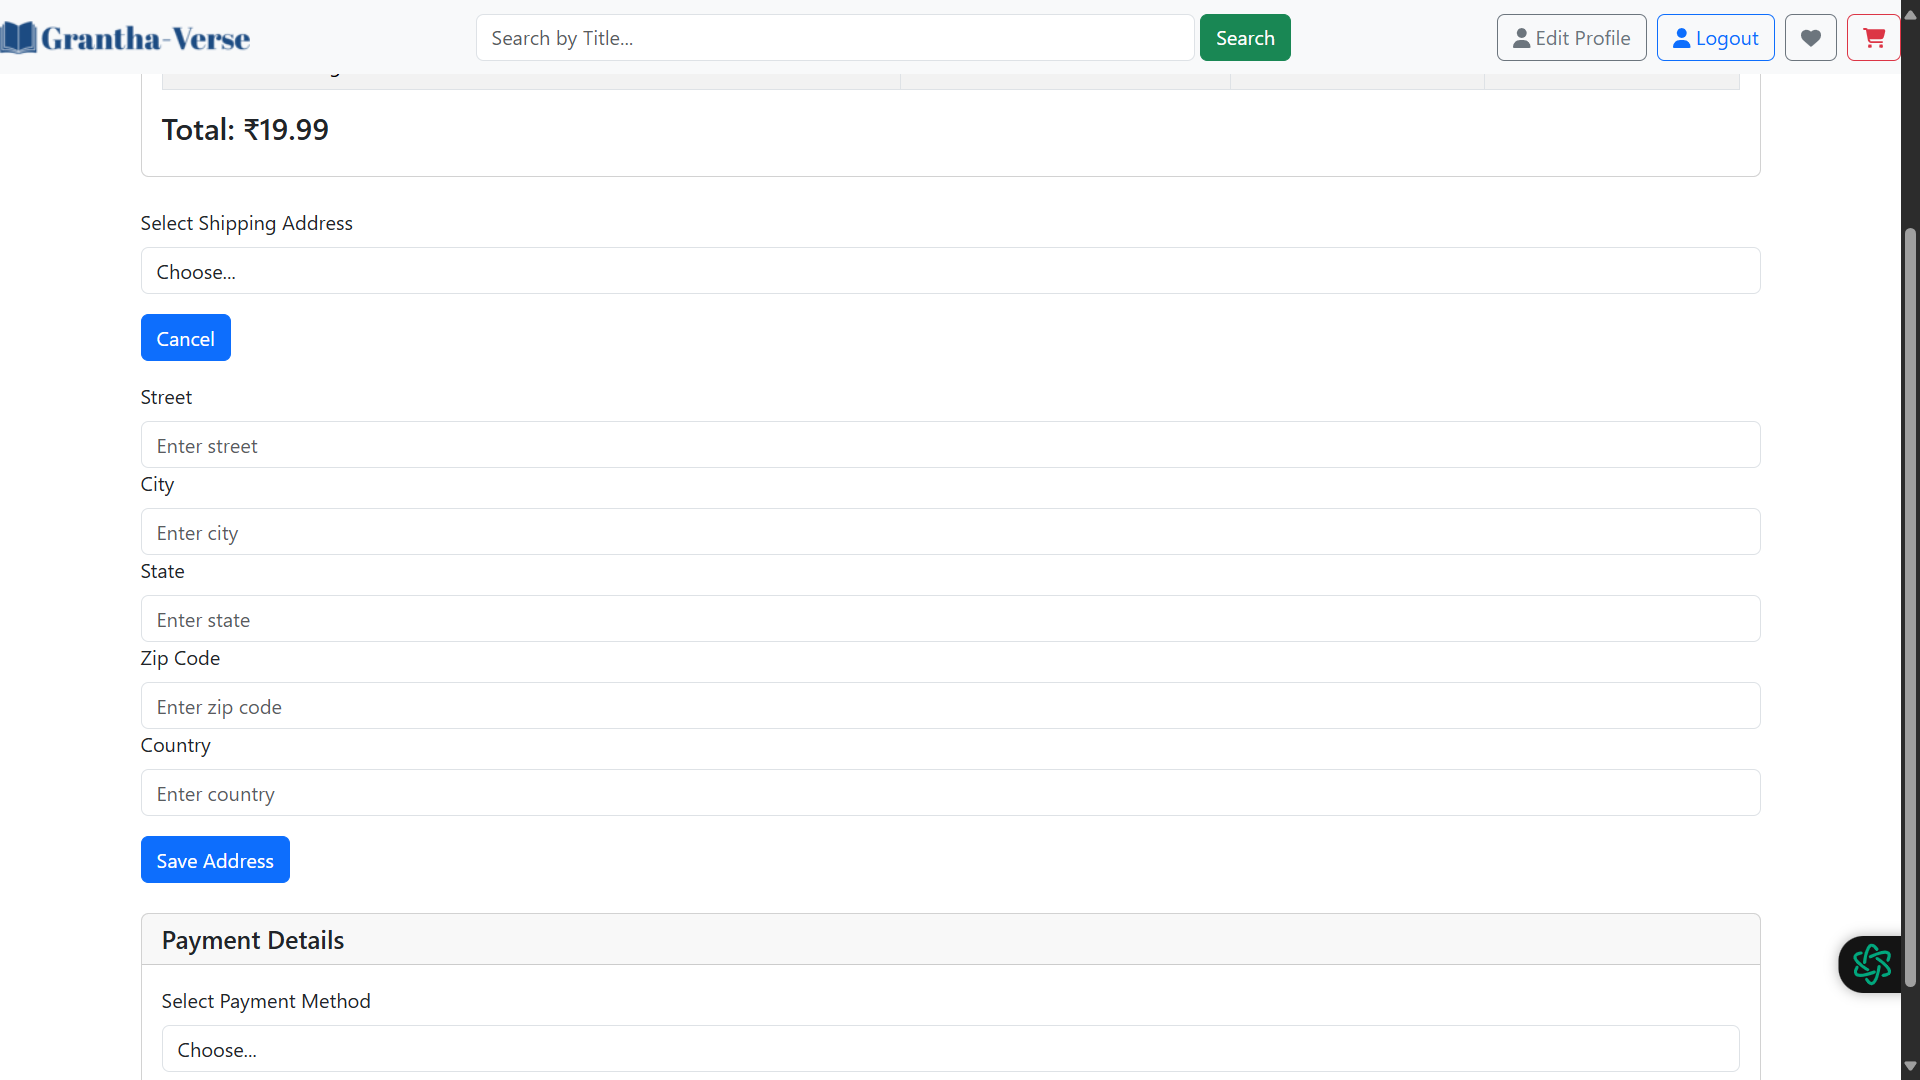 Grantha-Verse
Search by Title...
Search
Edit Profile
Logout
Total: ₹19.99
Select Shipping Address
Choose...
Cancel
Street
Enter street
City
Enter city
State
Enter state
Zip Code
Enter zip code
Country
Enter country
Save Address
Payment Details
Select Payment Method
Choose...